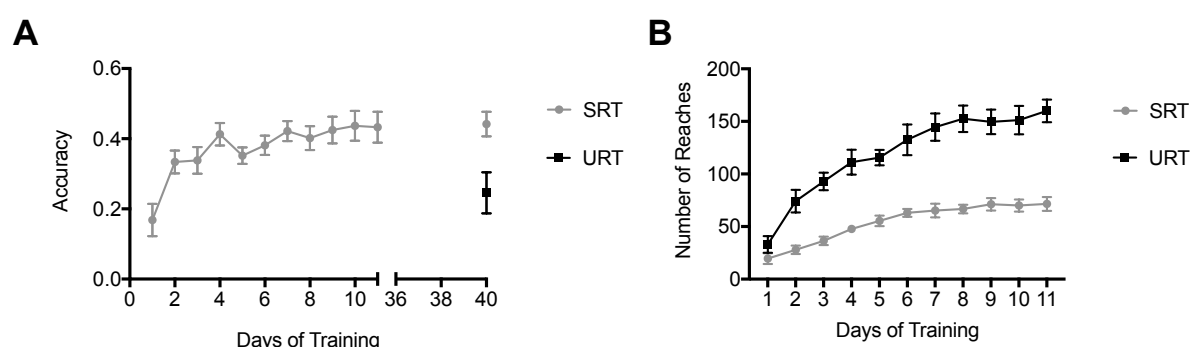 A
B
0.6
0.4
0.2
0.0
Accuracy
0 2 4 6 8 10 36 38 40
Days of Training
SRT
URT
200
150
100
50
0
Number of Reaches
1 2 3 4 5 6 7 8 9 10 11
Days of Training
SRT
URT